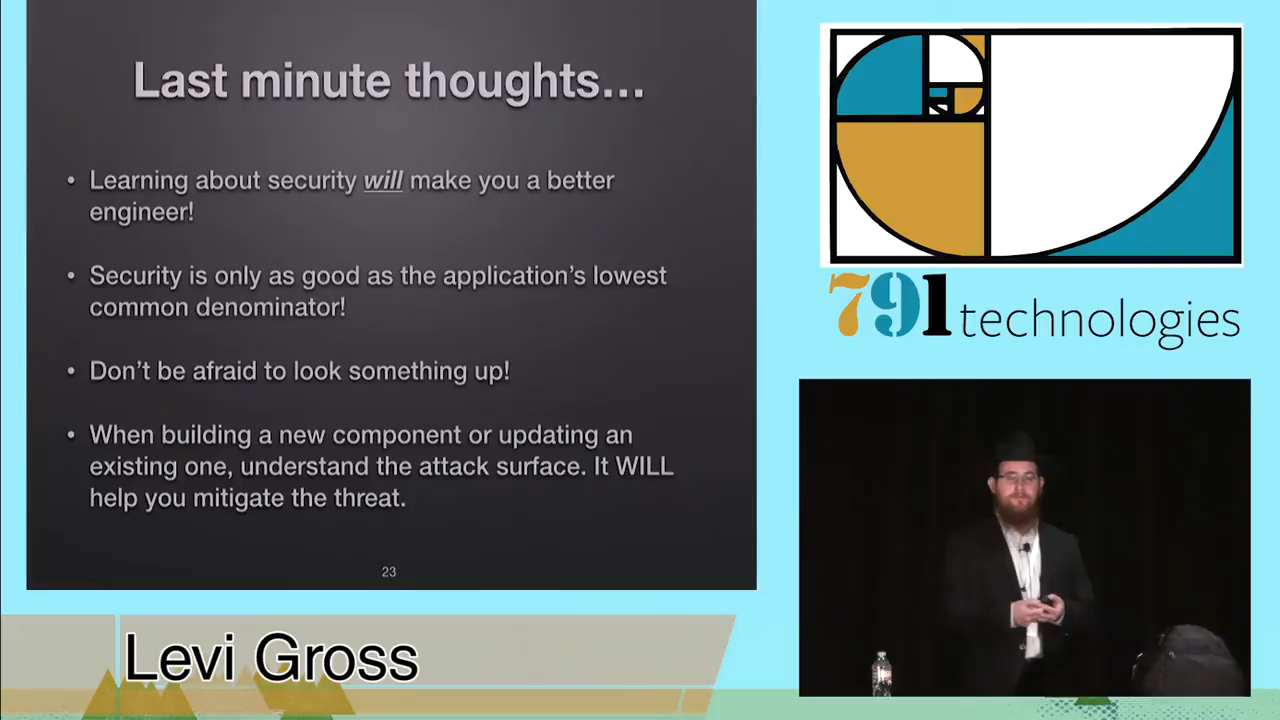 Last minute thoughts…
• Learning about security will make you a better
engineer!
• Security is only as good as the application's lowest
common denominator!
• Don't be afraid to look something up!
• When building a new component or updating an
existing one, understand the attack surface. It WILL
help you mitigate the threat.
23
791 technologies
Levi Gross